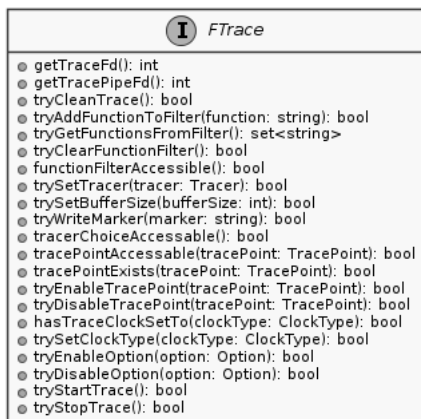 I FTrace
getTraceFd(): int
getTracePipeFd(): int
tryCleanTrace(): bool
tryAddFunctionToFilter(function: string): bool
tryGetFunctionsFromFilter(): set<string>
tryClearFunctionFilter(): bool
functionFilterAccessible(): bool
trySetTracer(tracer: Tracer): bool
trySetBufferSize(bufferSize: int): bool
tryWriteMarker(marker: string): bool
tracerChoiceAccessable(): bool
tracePointAccessable(tracePoint: TracePoint): bool
tracePointExists(tracePoint: TracePoint): bool
tryEnableTracePoint(tracePoint: TracePoint): bool
tryDisableTracePoint(tracePoint: TracePoint): bool
hasTraceClockSetTo(clockType: ClockType): bool
trySetClockType(clockType: ClockType): bool
tryEnableOption(option: Option): bool
tryDisableOption(option: Option): bool
tryStartTrace(): bool
tryStopTrace(): bool